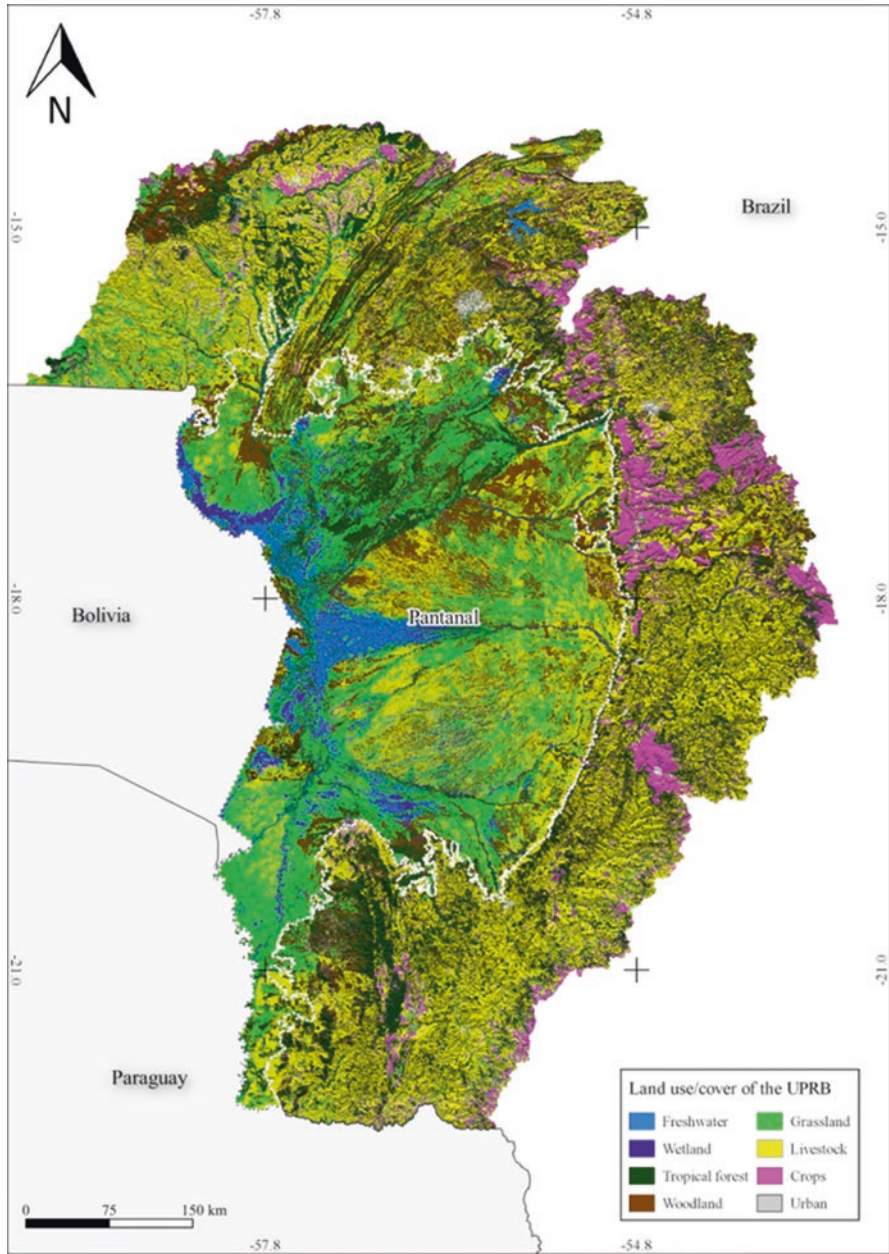 -57.8 -54.8
N
-15.0 Brazil -15.0
Bolivia -18.0 Pantanal -18.0
-21.0 -21.0
Paraguay
Land use/cover of the UPRB
Freshwater Grassland
Wetland Livestock
Tropical forest Crops
Woodland Urban
0 75 150 km
-57.8 -54.8